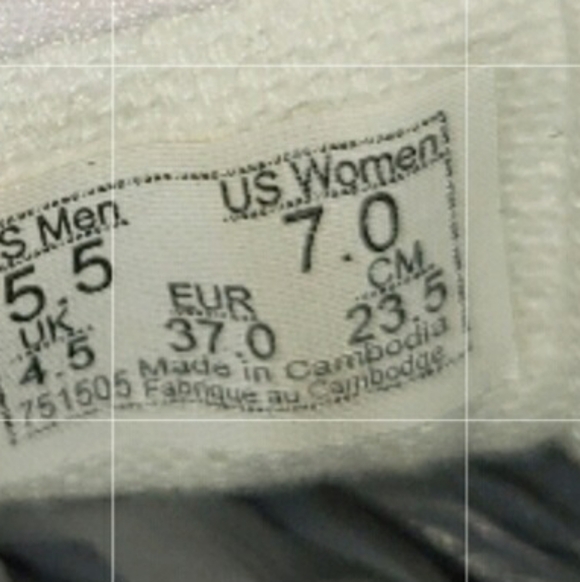 S Men US Women
5.5 7.0
UK EUR CM
4.5 37.0 23.5
Made in Cambodia
751505 Fabrique au Cambodge